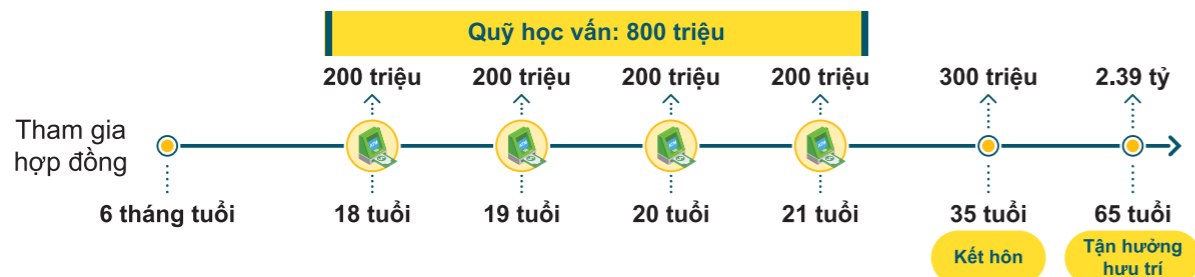 Quỹ học vấn: 800 triệu
200 triệu
200 triệu
200 triệu
200 triệu
300 triệu
2.39 tỷ
Tham gia
hợp đồng
6 tháng tuổi
18 tuổi
19 tuổi
20 tuổi
21 tuổi
35 tuổi
65 tuổi
Kết hôn
Tận hưởng
hưu trí